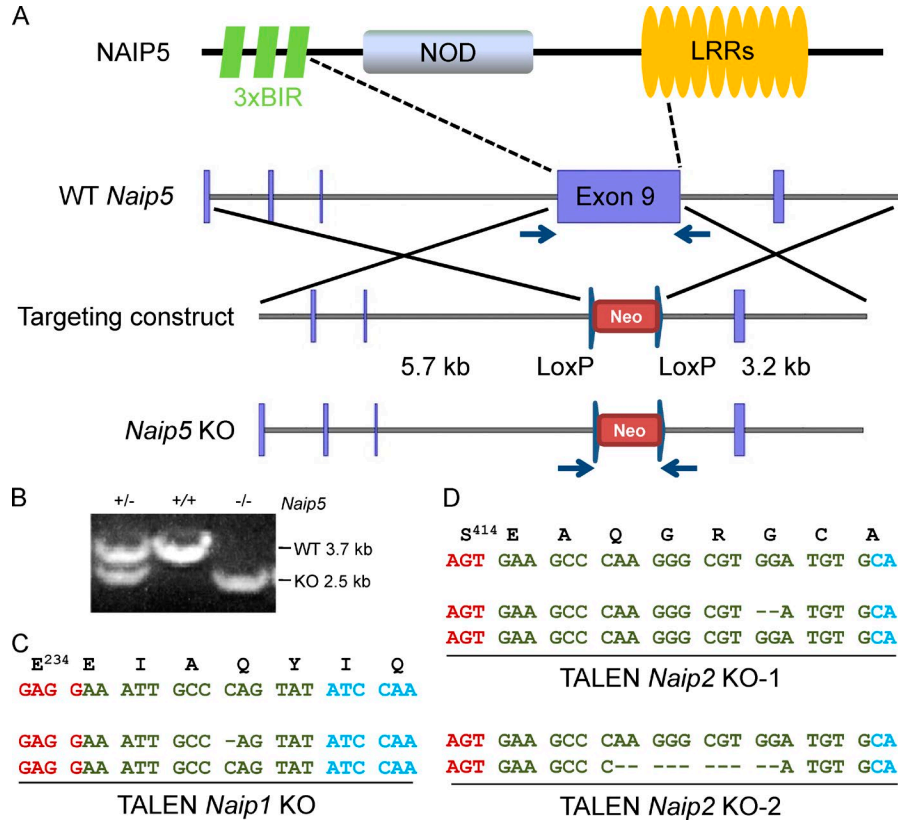 A
NAIP5
NOD
LRRs
3xBIR
WT Naip5
Exon 9
Targeting construct
Neo
5.7 kb LoxP LoxP 3.2 kb
Naip5 KO
Neo
B
+/- +/+ -/- Naip5
WT 3.7 kb
KO 2.5 kb
C
E234 E I A Q Y I Q
GAG GAA ATT GCC CAG TAT ATC CAA
GAG GAA ATT GCC -AG TAT ATC CAA
GAG GAA ATT GCC CAG TAT ATC CAA
TALEN Naip1 KO
D
S414 E A Q G R G C A
AGT GAA GCC CAA GGG CGT GGA TGT GCA
AGT GAA GCC CAA GGG CGT --A TGT GCA
AGT GAA GCC CAA GGG CGT GGA TGT GCA
TALEN Naip2 KO-1
AGT GAA GCC CAA GGG CGT GGA TGT GCA
AGT GAA GCC C-- --- --- --A TGT GCA
TALEN Naip2 KO-2